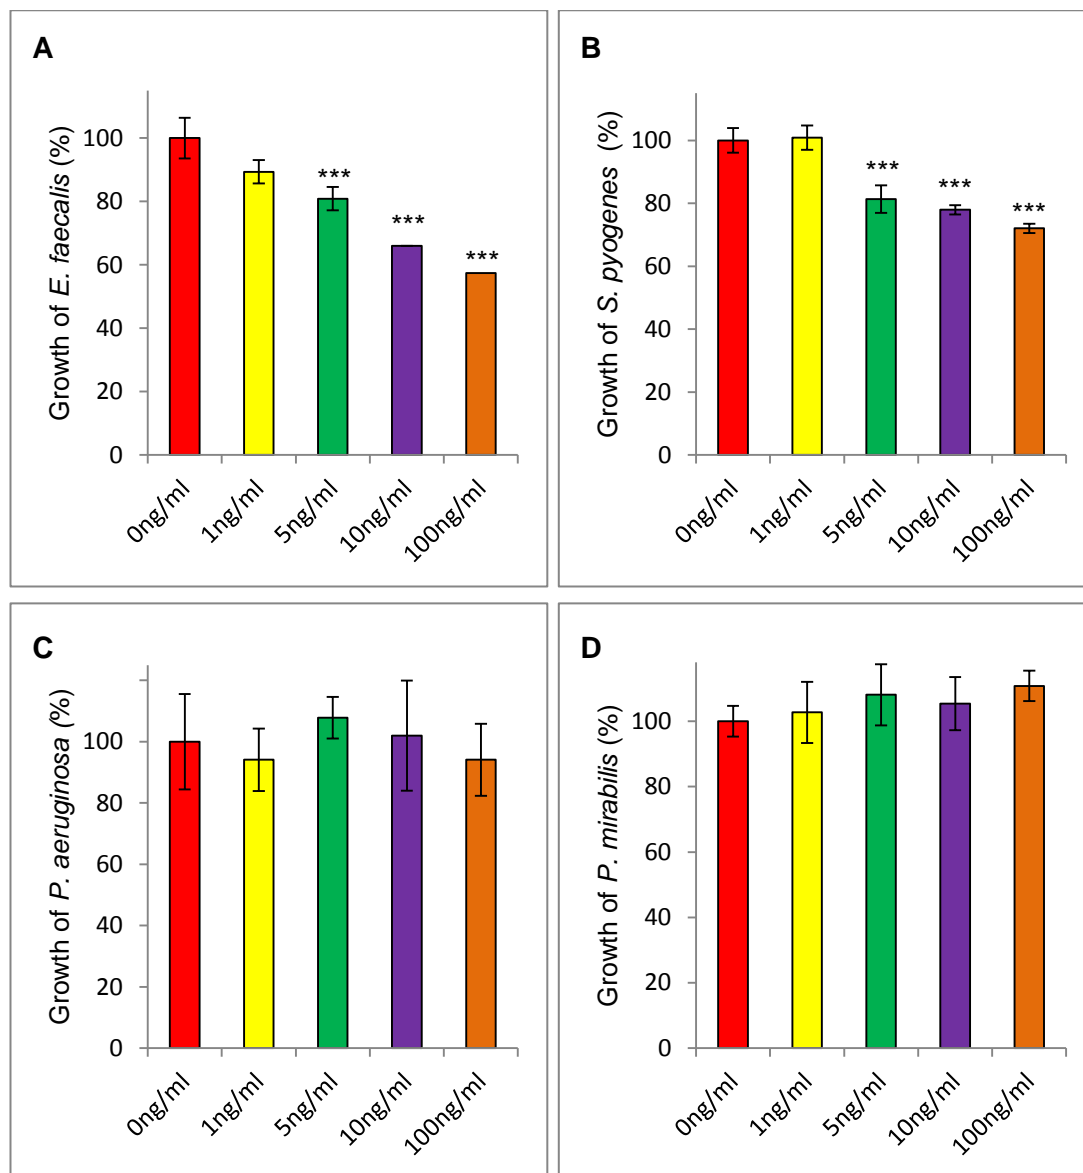 A
Growth of E. faecalis (%)
100
80
60
40
20
0
***
***
***
0ng/ml
1ng/ml
5ng/ml
10ng/ml
100ng/ml
B
Growth of S. pyogenes (%)
100
80
60
40
20
0
***
***
***
0ng/ml
1ng/ml
5ng/ml
10ng/ml
100ng/ml
C
Growth of P. aeruginosa (%)
100
80
60
40
20
0
0ng/ml
1ng/ml
5ng/ml
10ng/ml
100ng/ml
D
Growth of P. mirabilis (%)
100
80
60
40
20
0
0ng/ml
1ng/ml
5ng/ml
10ng/ml
100ng/ml